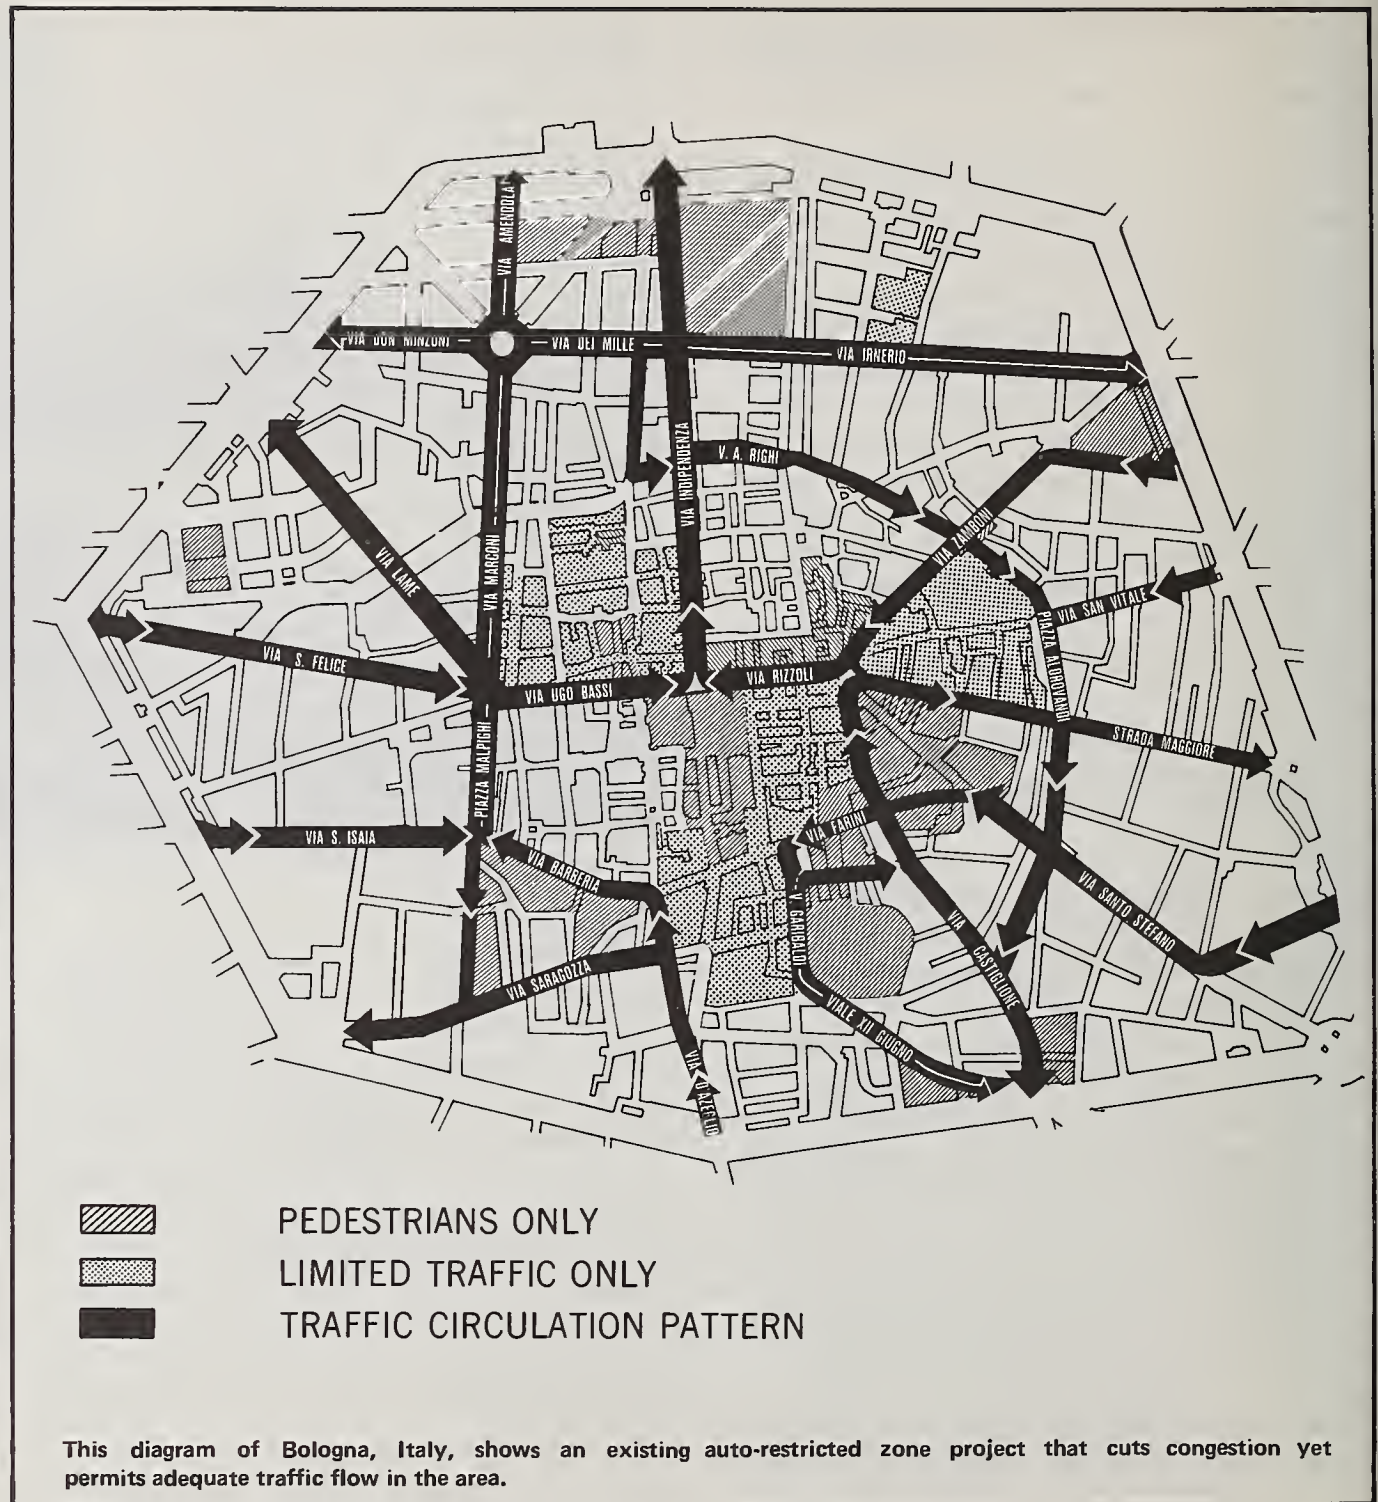 VIA AMENDOLA
VIA DON MINZONI
VIA DEI MILLE
VIA IRNERIO
VIA INDIPENDENZA
V. A. RIGHI
VIA ZAMBONI
VIA MARCONI
VIA LAME
VIA SAN VITALE
PIAZZA ALDROVANDI
VIA S. FELICE
VIA UGO BASSI
VIA RIZZOLI
STRADA MAGGIORE
PIAZZA MALPIGHI
VIA S. ISAIA
VIA BARBERIA
VIA FARINI
V. GARIBALDI
VIA SANTO STEFANO
VIA CASTIGLIONE
VIA SARAGOZZA
VIALE XII GIUGNO
VIA D'AZEGLIO
PEDESTRIANS ONLY
LIMITED TRAFFIC ONLY
TRAFFIC CIRCULATION PATTERN
This diagram of Bologna, Italy, shows an existing auto-restricted zone project that cuts congestion yet
permits adequate traffic flow in the area.